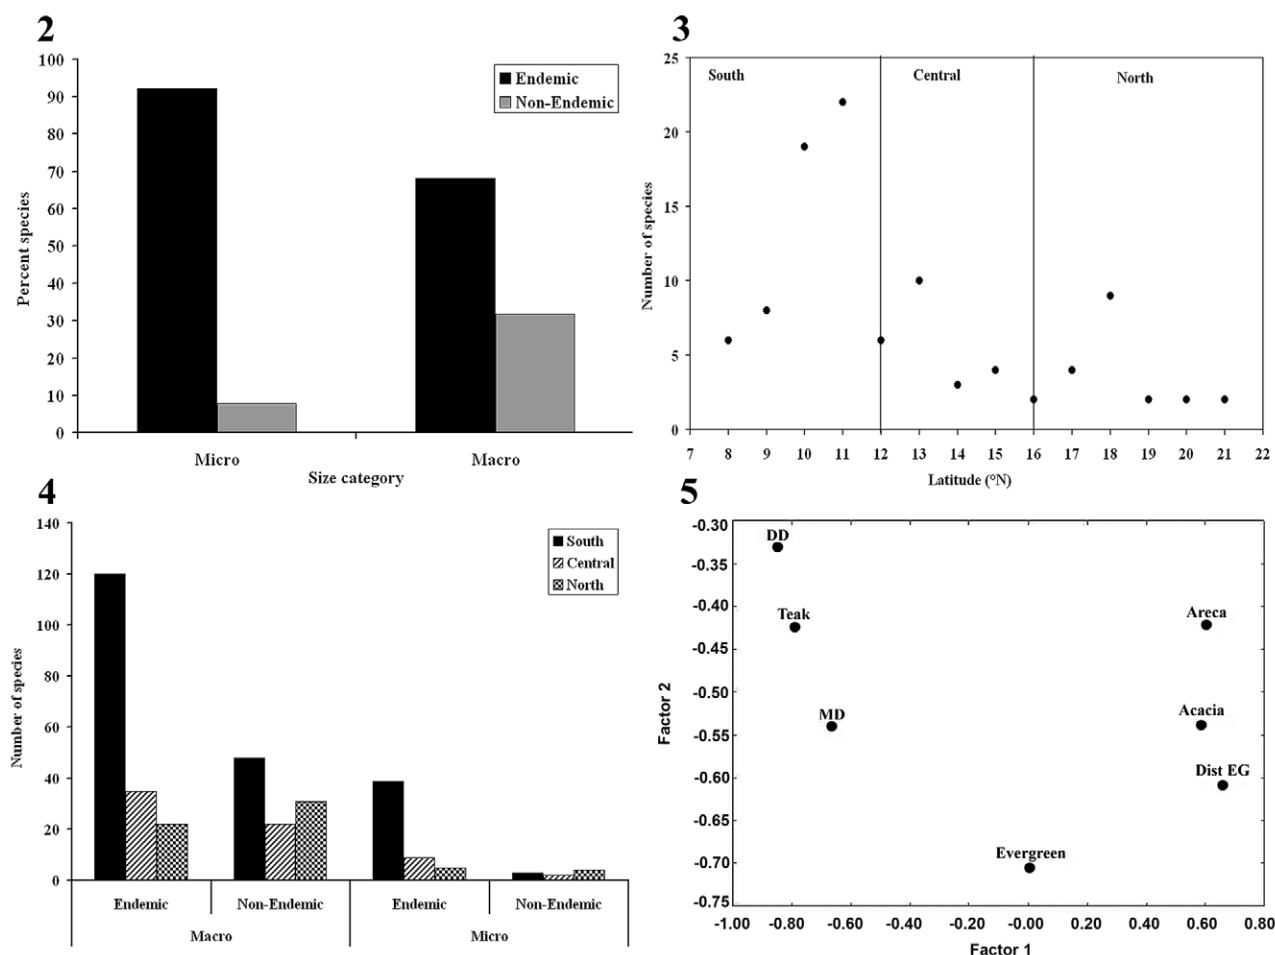 2
100
90
80
70
60
50
40
30
20
10
0
Percent species
Endemic
Non-Endemic
Micro
Macro
Size category
3
25
20
15
10
5
0
Number of species
South
Central
North
7 8 9 10 11 12 13 14 15 16 17 18 19 20 21 22
Latitude (°N)
4
140
120
100
80
60
40
20
0
Number of species
South
Central
North
Endemic
Non-Endemic
Endemic
Non-Endemic
Macro
Micro
5
-0.30
-0.35
-0.40
-0.45
-0.50
-0.55
-0.60
-0.65
-0.70
-0.75
Factor 2
DD
Teak
MD
Areca
Acacia
Dist EG
Evergreen
-1.00 -0.80 -0.60 -0.40 -0.20 -0.00 0.20 0.40 0.60 0.80
Factor 1